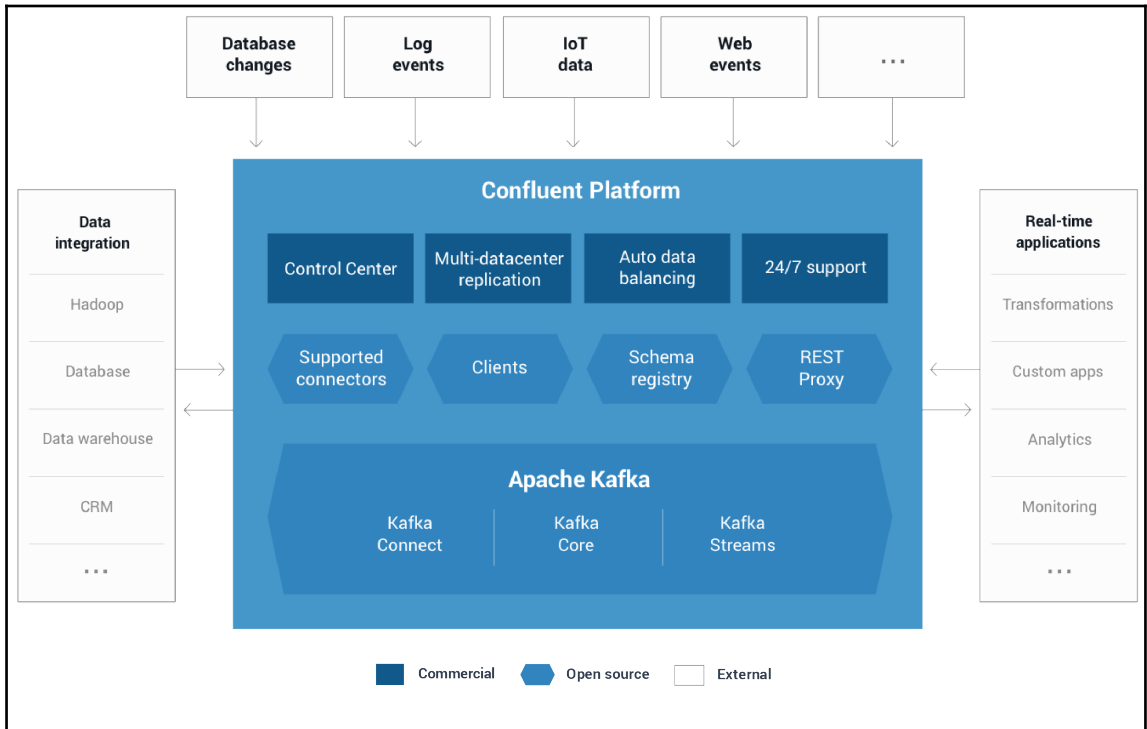 Database
changes
Log
events
IoT
data
Web
events
...
Confluent Platform
Control Center
Multi-datacenter
replication
Auto data
balancing
24/7 support
Supported
connectors
Clients
Schema
registry
REST
Proxy
Apache Kafka
Kafka
Connect
Kafka
Core
Kafka
Streams
Data
integration
Hadoop
Database
Data warehouse
CRM
...
Real-time
applications
Transformations
Custom apps
Analytics
Monitoring
...
Commercial
Open source
External